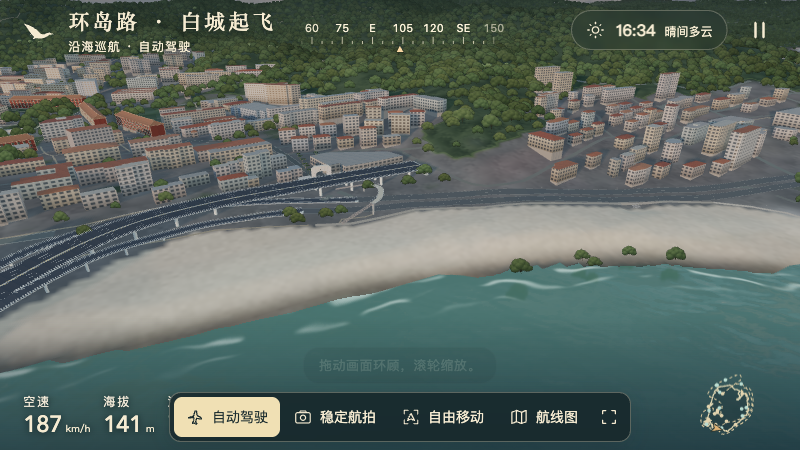 环岛路 · 白城起飞
沿海巡航 · 自动驾驶
60 75 E 105 120 SE 150
16:34 晴间多云
拖动画面环顾，滚轮缩放。
空速 海拔
187 km/h 141 m
自动驾驶 稳定航拍 自由移动 航线图